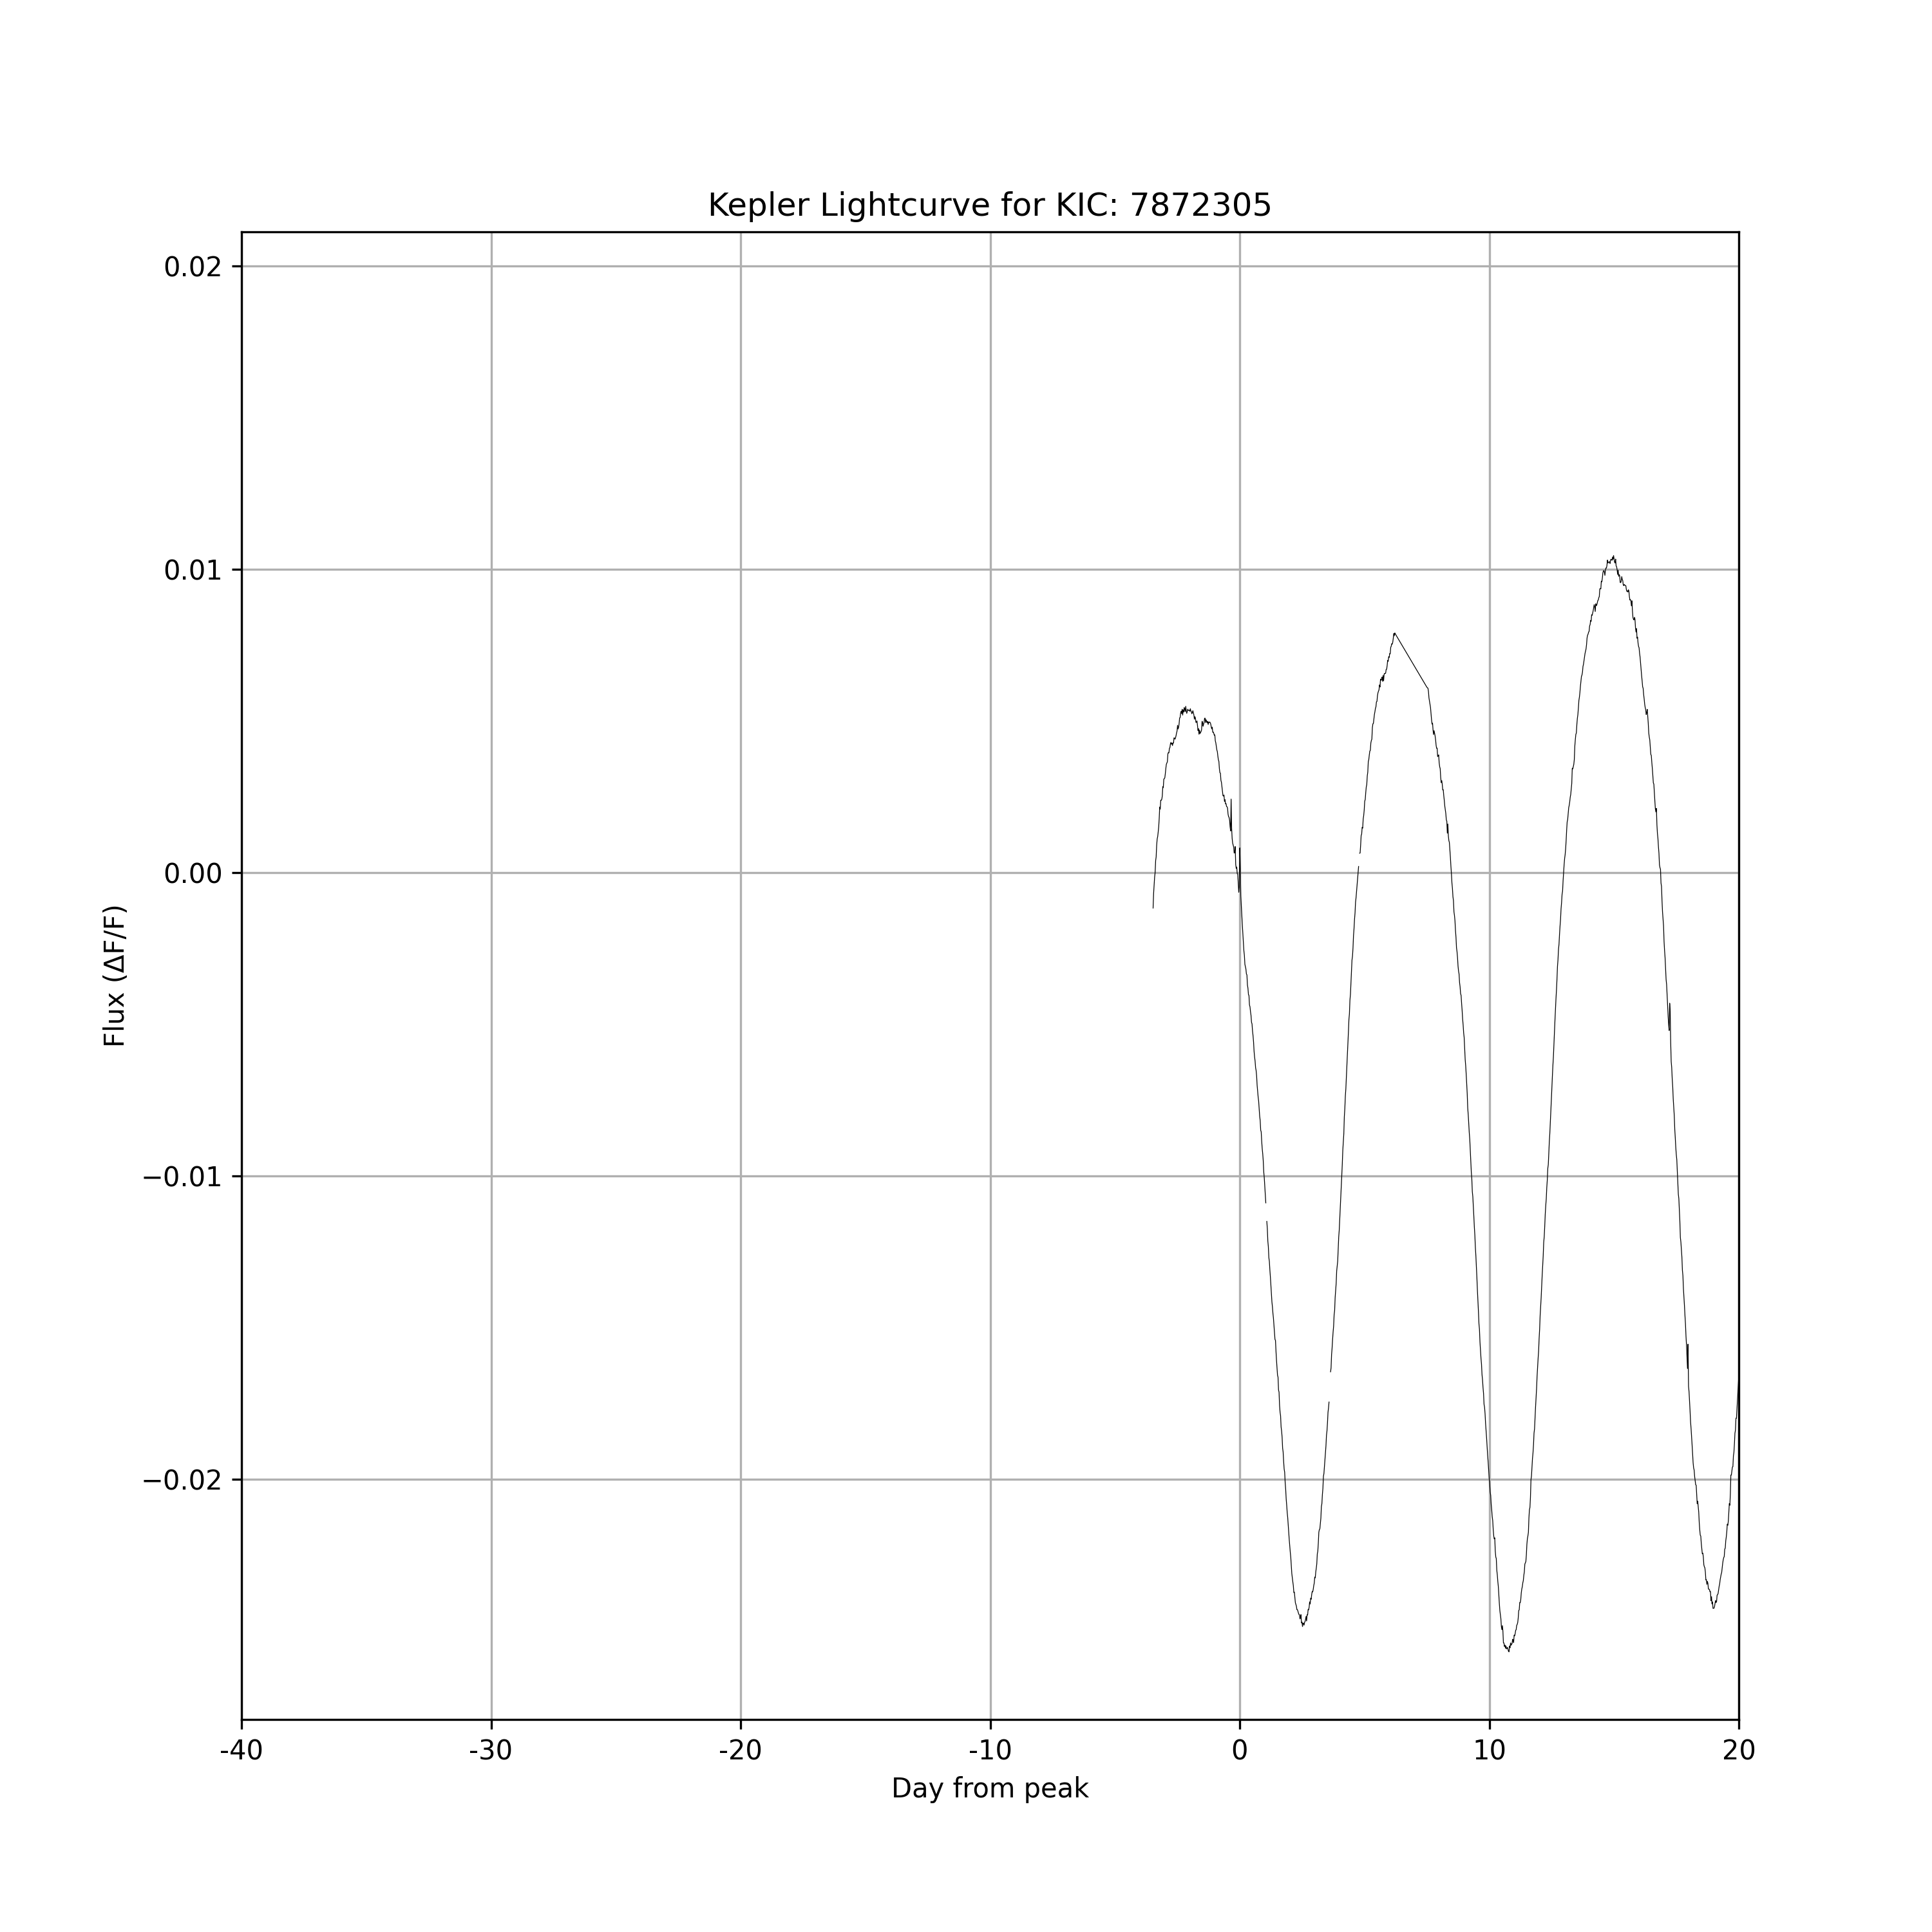 Kepler Lightcurve for KIC: 7872305
0.02
0.01
0.00
−0.01
−0.02
Flux (ΔF/F)
-40 -30 -20 -10 0 10 20
Day from peak